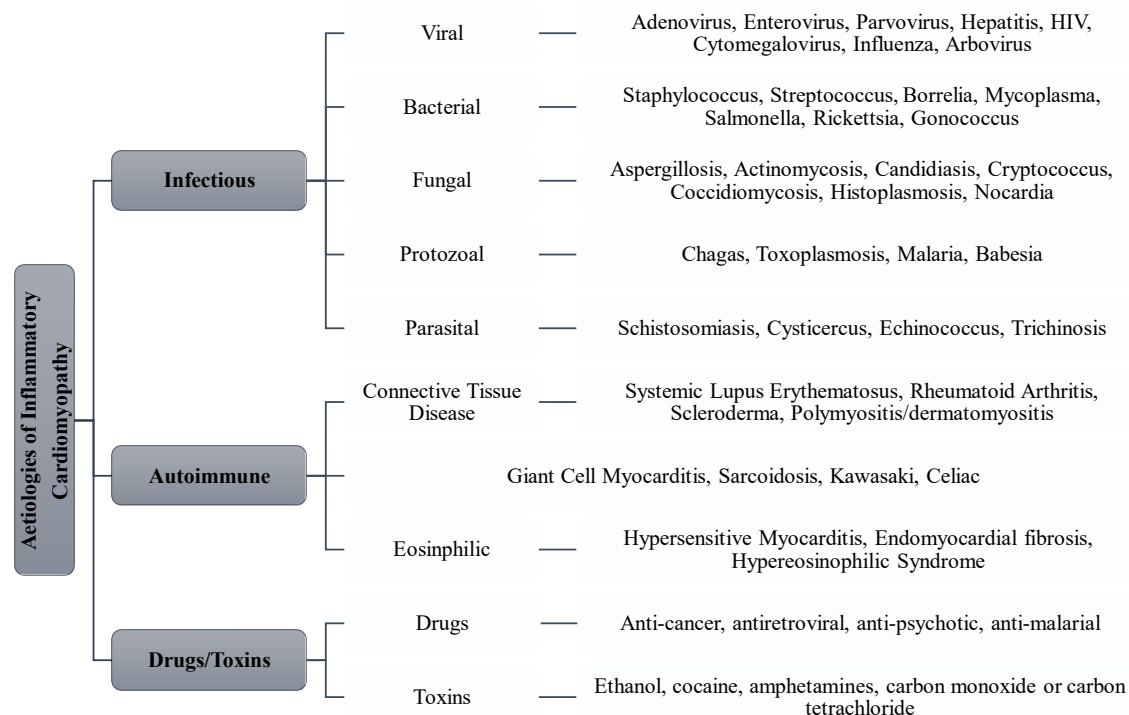 Aetiologies of Inflammatory
Cardiomyopathy
Infectious
Viral
Adenovirus, Enterovirus, Parvovirus, Hepatitis, HIV,
Cytomegalovirus, Influenza, Arbovirus
Bacterial
Staphylococcus, Streptococcus, Borrelia, Mycoplasma,
Salmonella, Rickettsia, Gonococcus
Fungal
Aspergillosis, Actinomycosis, Candidiasis, Cryptococcus,
Coccidiomycosis, Histoplasmosis, Nocardia
Protozoal
Chagas, Toxoplasmosis, Malaria, Babesia
Parasital
Schistosomiasis, Cysticercus, Echinococcus, Trichinosis
Autoimmune
Connective Tissue
Disease
Systemic Lupus Erythematosus, Rheumatoid Arthritis,
Scleroderma, Polymyositis/dermatomyositis
Giant Cell Myocarditis, Sarcoidosis, Kawasaki, Celiac
Eosinphilic
Hypersensitive Myocarditis, Endomyocardial fibrosis,
Hypereosinophilic Syndrome
Drugs/Toxins
Drugs
Anti-cancer, antiretroviral, anti-psychotic, anti-malarial
Toxins
Ethanol, cocaine, amphetamines, carbon monoxide or carbon
tetrachloride